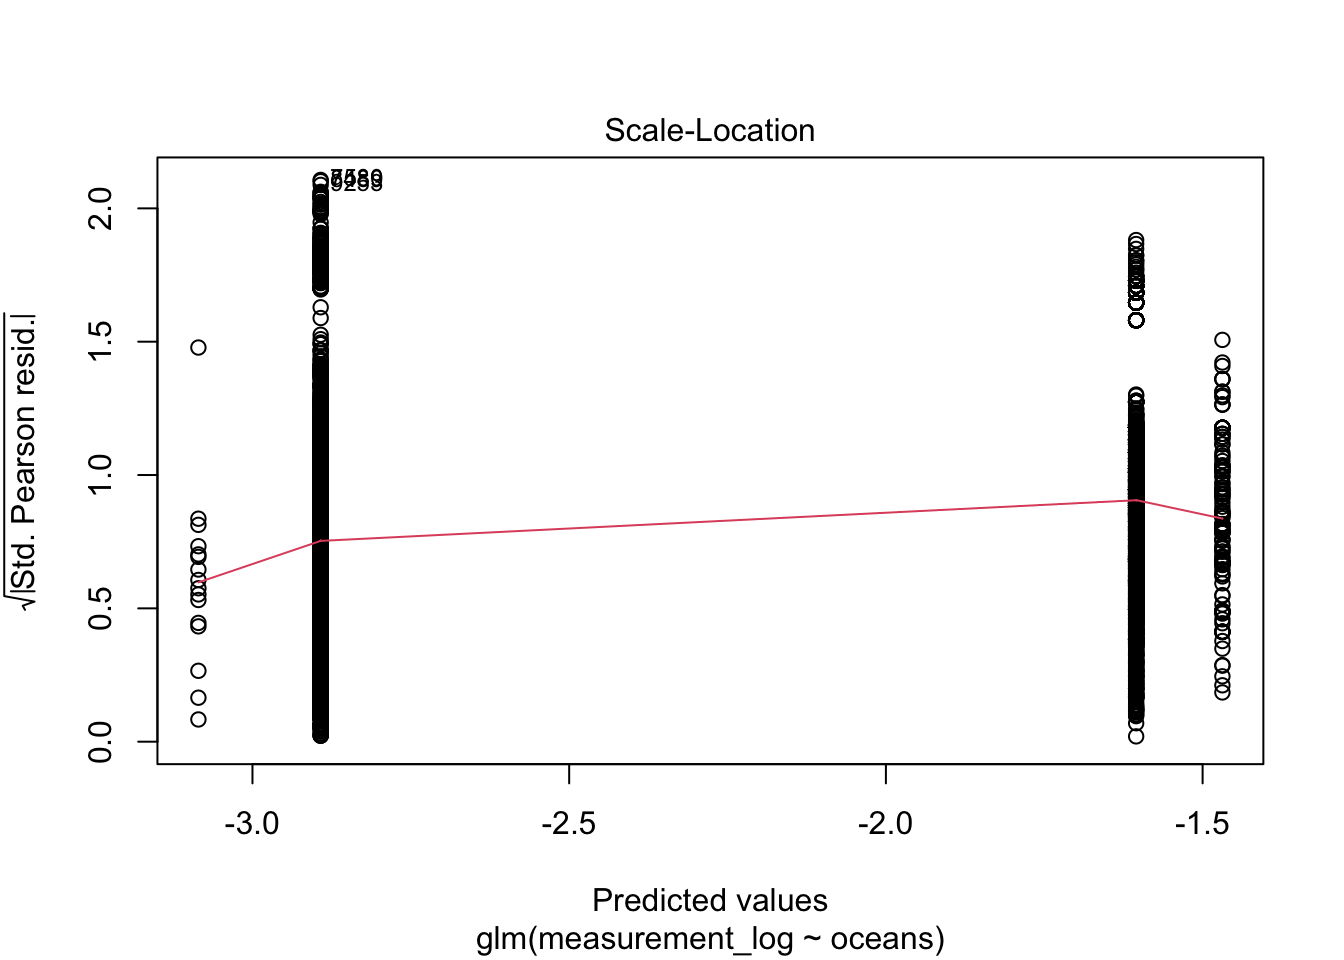 Scale-Location
√|Std. Pearson resid.|
2.0
1.5
1.0
0.5
0.0
-3.0
-2.5
-2.0
-1.5
Predicted values
glm(measurement_log ~ oceans)